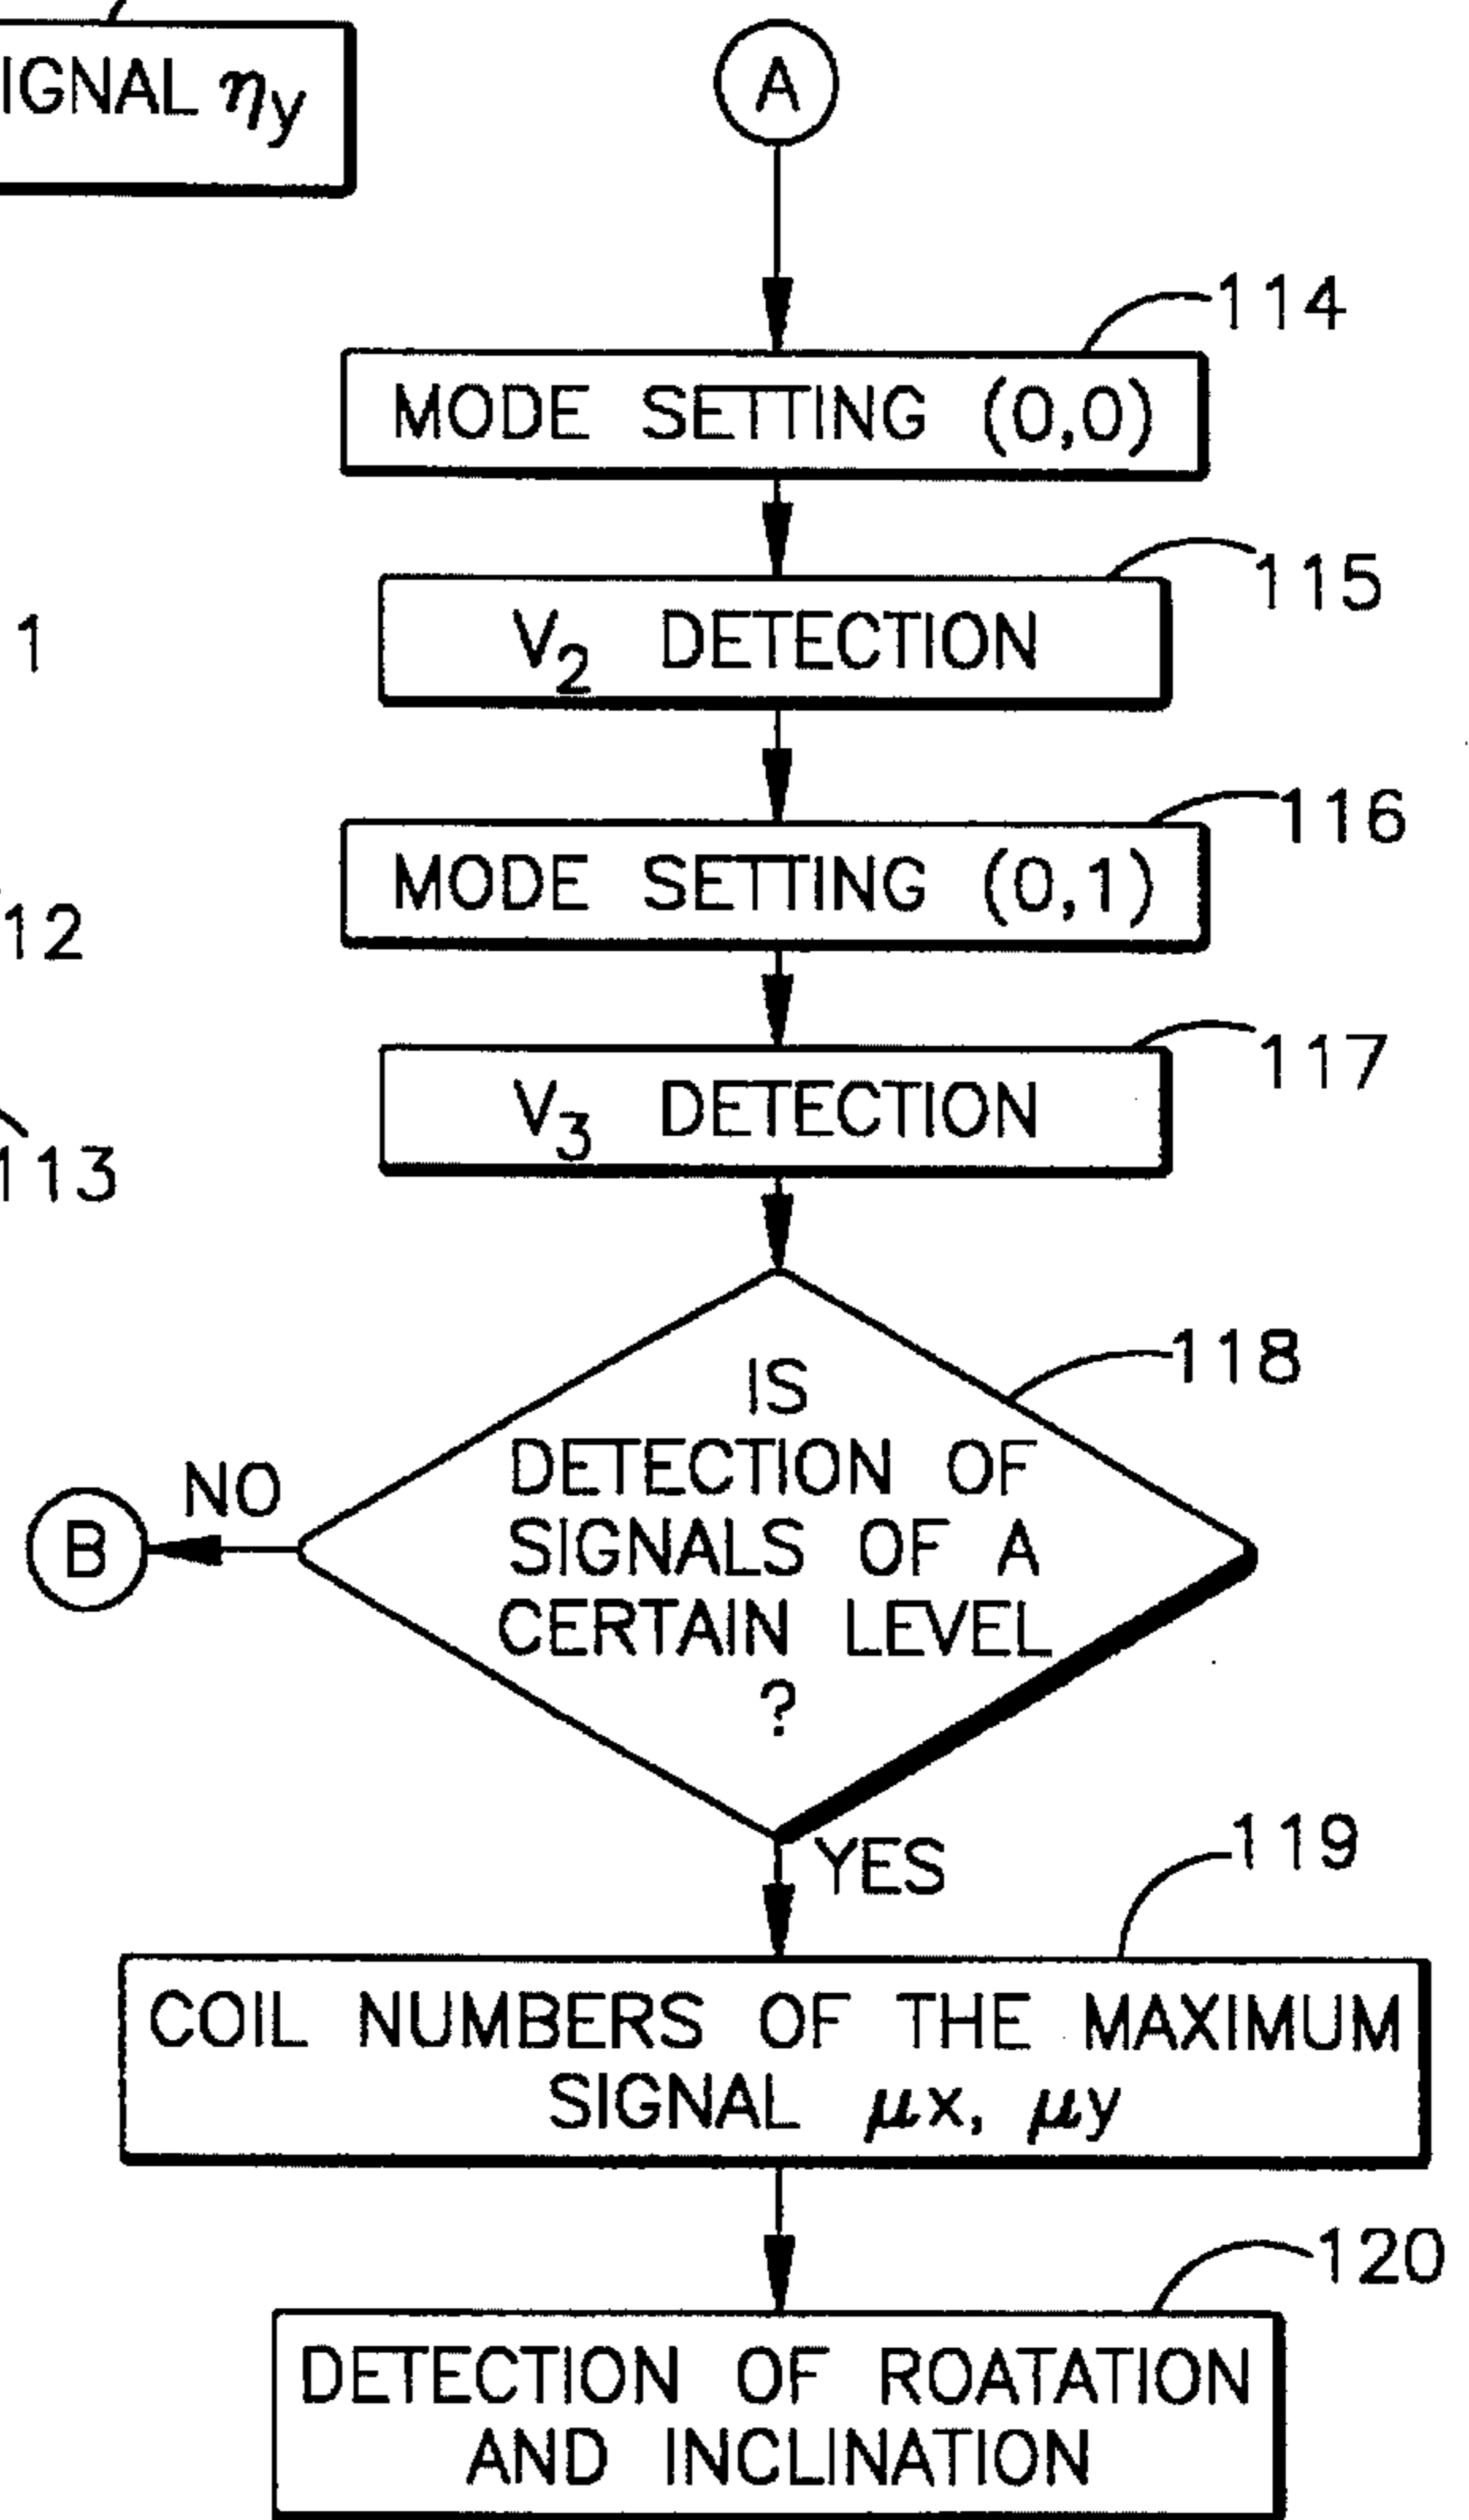 IGNAL ηy
A
114
MODE SETTING (0,0)
115
V2 DETECTION
1
116
MODE SETTING (0,1)
12
117
V3 DETECTION
113
118
IS
DETECTION OF
SIGNALS OF A
CERTAIN LEVEL
?
NO
B
YES
119
COIL NUMBERS OF THE MAXIMUM
SIGNAL μx, μy
120
DETECTION OF ROATATION
AND INCLINATION